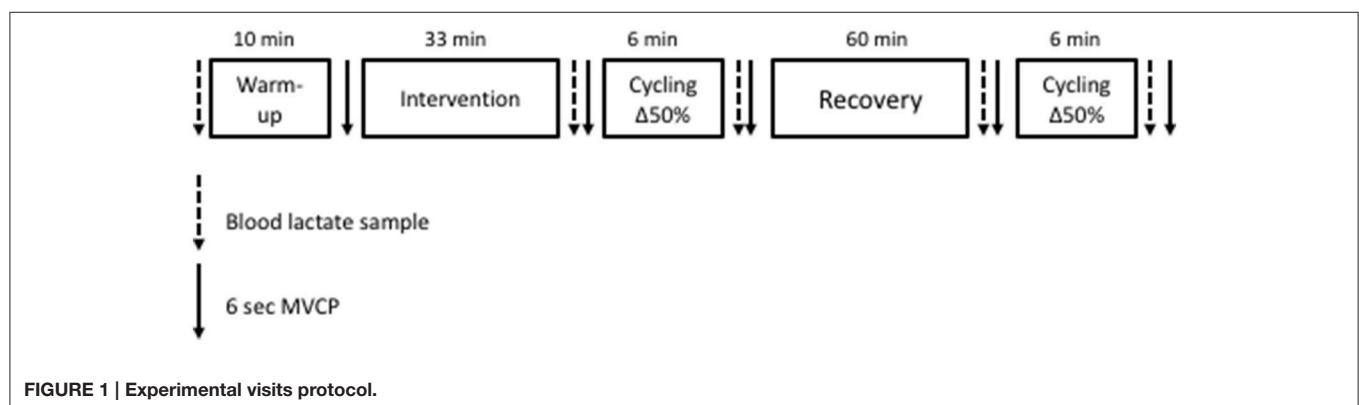 10 min 33 min 6 min 60 min 6 min
Warm-
up
Intervention
Cycling
Δ50%
Recovery
Cycling
Δ50%
Blood lactate sample
6 sec MVCP
FIGURE 1 | Experimental visits protocol.